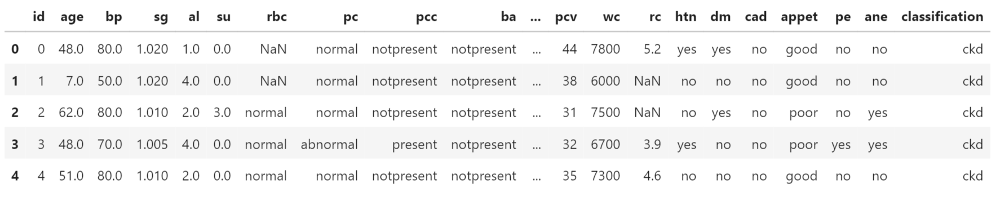 id age bp sg al su rbc pc pcc ba ... pcv wc rc htn dm cad appet pe ane classification
0 0 48.0 80.0 1.020 1.0 0.0 NaN normal notpresent notpresent ... 44 7800 5.2 yes yes no good no no ckd
1 1 7.0 50.0 1.020 4.0 0.0 NaN normal notpresent notpresent ... 38 6000 NaN no no no good no no ckd
2 2 62.0 80.0 1.010 2.0 3.0 normal normal notpresent notpresent ... 31 7500 NaN no yes no poor no yes ckd
3 3 48.0 70.0 1.005 4.0 0.0 normal abnormal present notpresent ... 32 6700 3.9 yes no no poor yes yes ckd
4 4 51.0 80.0 1.010 2.0 0.0 normal normal notpresent notpresent ... 35 7300 4.6 no no no good no no ckd